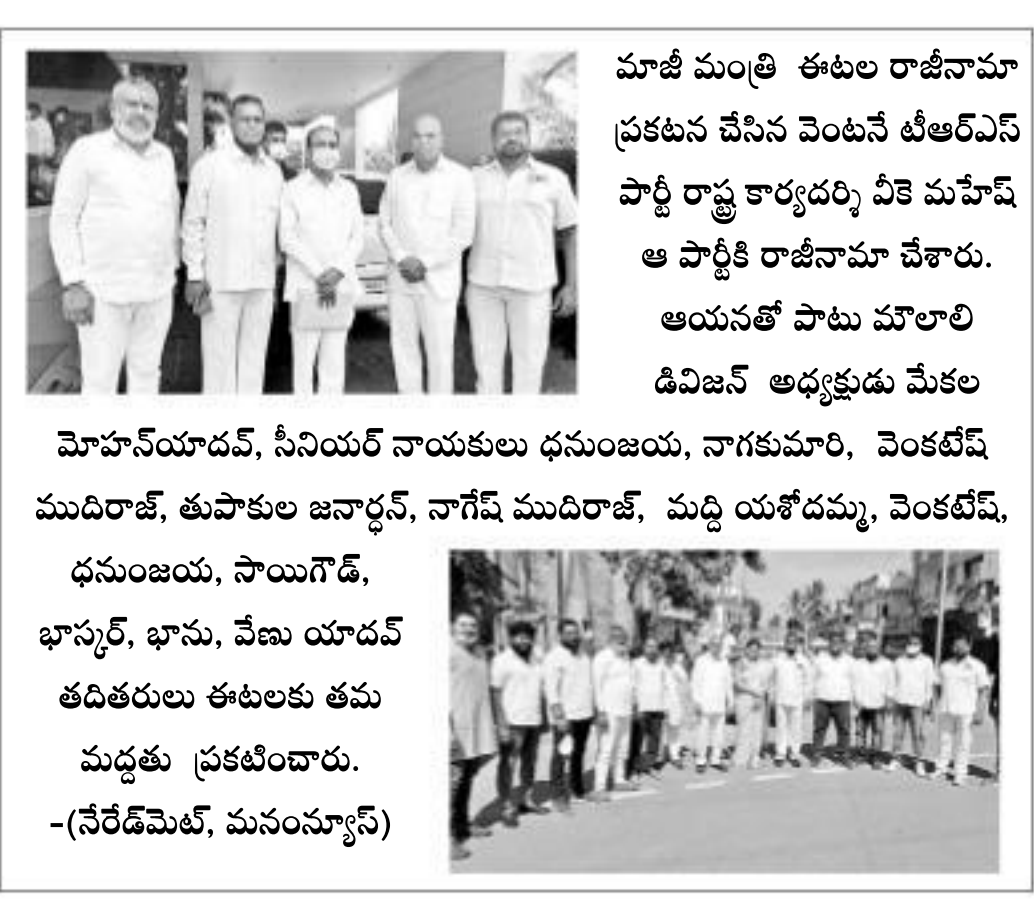 మాజీ మంత్రి ఈటల రాజీనామా
ప్రకటన చేసిన వెంటనే టీఆర్ఎస్
పార్టీ రాష్ట్ర కార్యదర్శి వీకె మహేష్
ఆ పార్టీకి రాజీనామా చేశారు.
ఆయనతో పాటు మౌలాలి
డివిజన్ అధ్యక్షుడు మేకల
మోహన్‌యాదవ్, సీనియర్ నాయకులు ధనుంజయ, నాగకుమారి, వెంకటేష్
ముదిరాజ్, తుపాకుల జనార్ధన్, నాగేష్ ముదిరాజ్, మద్ది యశోదమ్మ, వెంకటేష్,
ధనుంజయ, సాయిగౌడ్,
భాస్కర్, భాను, వేణు యాదవ్
తదితరులు ఈటలకు తమ
మద్దతు ప్రకటించారు.
-(నేరేడ్‌మెట్, మనంన్యూస్)